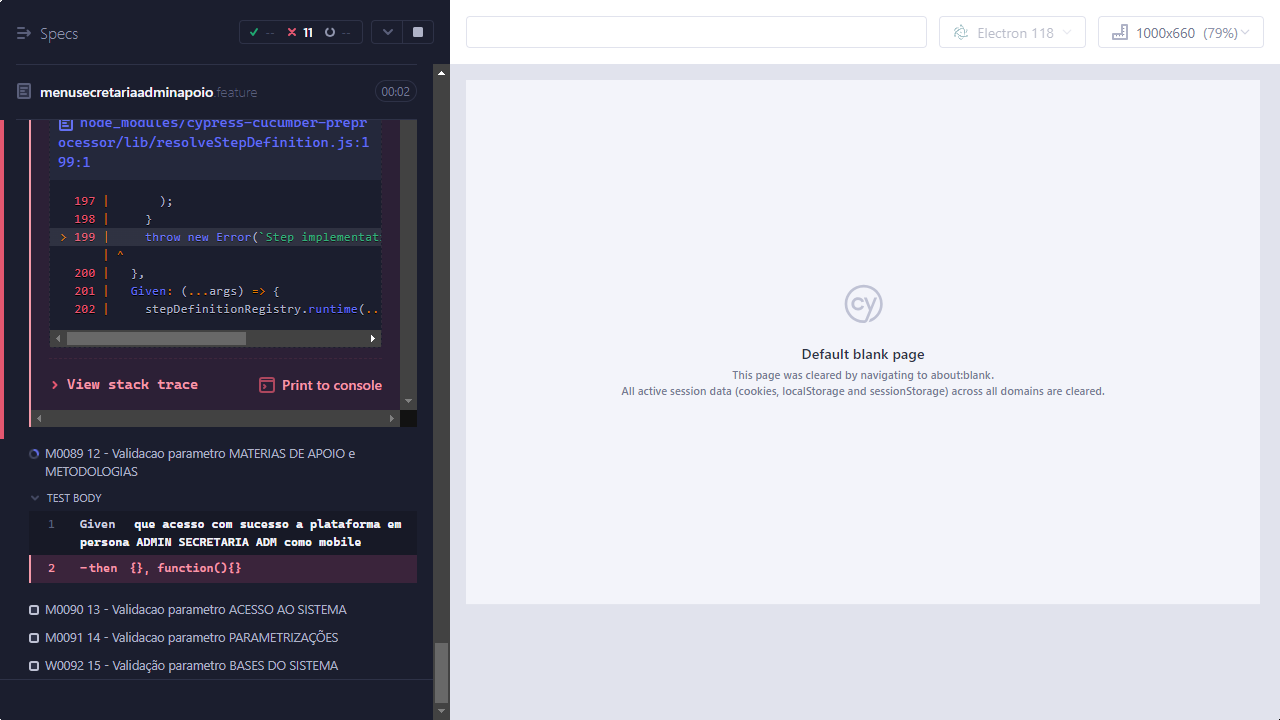 Specs
-- 11 --
Electron 118
1000x660 (79%)
menusecretariaadminapoio.feature
00:02
node_modules/cypress-cucumber-prepr
ocessor/lib/resolveStepDefinition.js:1
99:1
197 | );
198 | }
> 199 | throw new Error(`Step implementat
| ^
200 | },
201 | Given: (...args) => {
202 | stepDefinitionRegistry.runtime(..
> View stack trace
Print to console
M0089 12 - Validacao parametro MATERIAS DE APOIO e
METODOLOGIAS
TEST BODY
1 Given que acesso com sucesso a plataforma em
persona ADMIN SECRETARIA ADM como mobile
2 -then {}, function(){}
M0090 13 - Validacao parametro ACESSO AO SISTEMA
M0091 14 - Validacao parametro PARAMETRIZAÇÕES
W0092 15 - Validação parametro BASES DO SISTEMA
cy
Default blank page
This page was cleared by navigating to about:blank.
All active session data (cookies, localStorage and sessionStorage) across all domains are cleared.